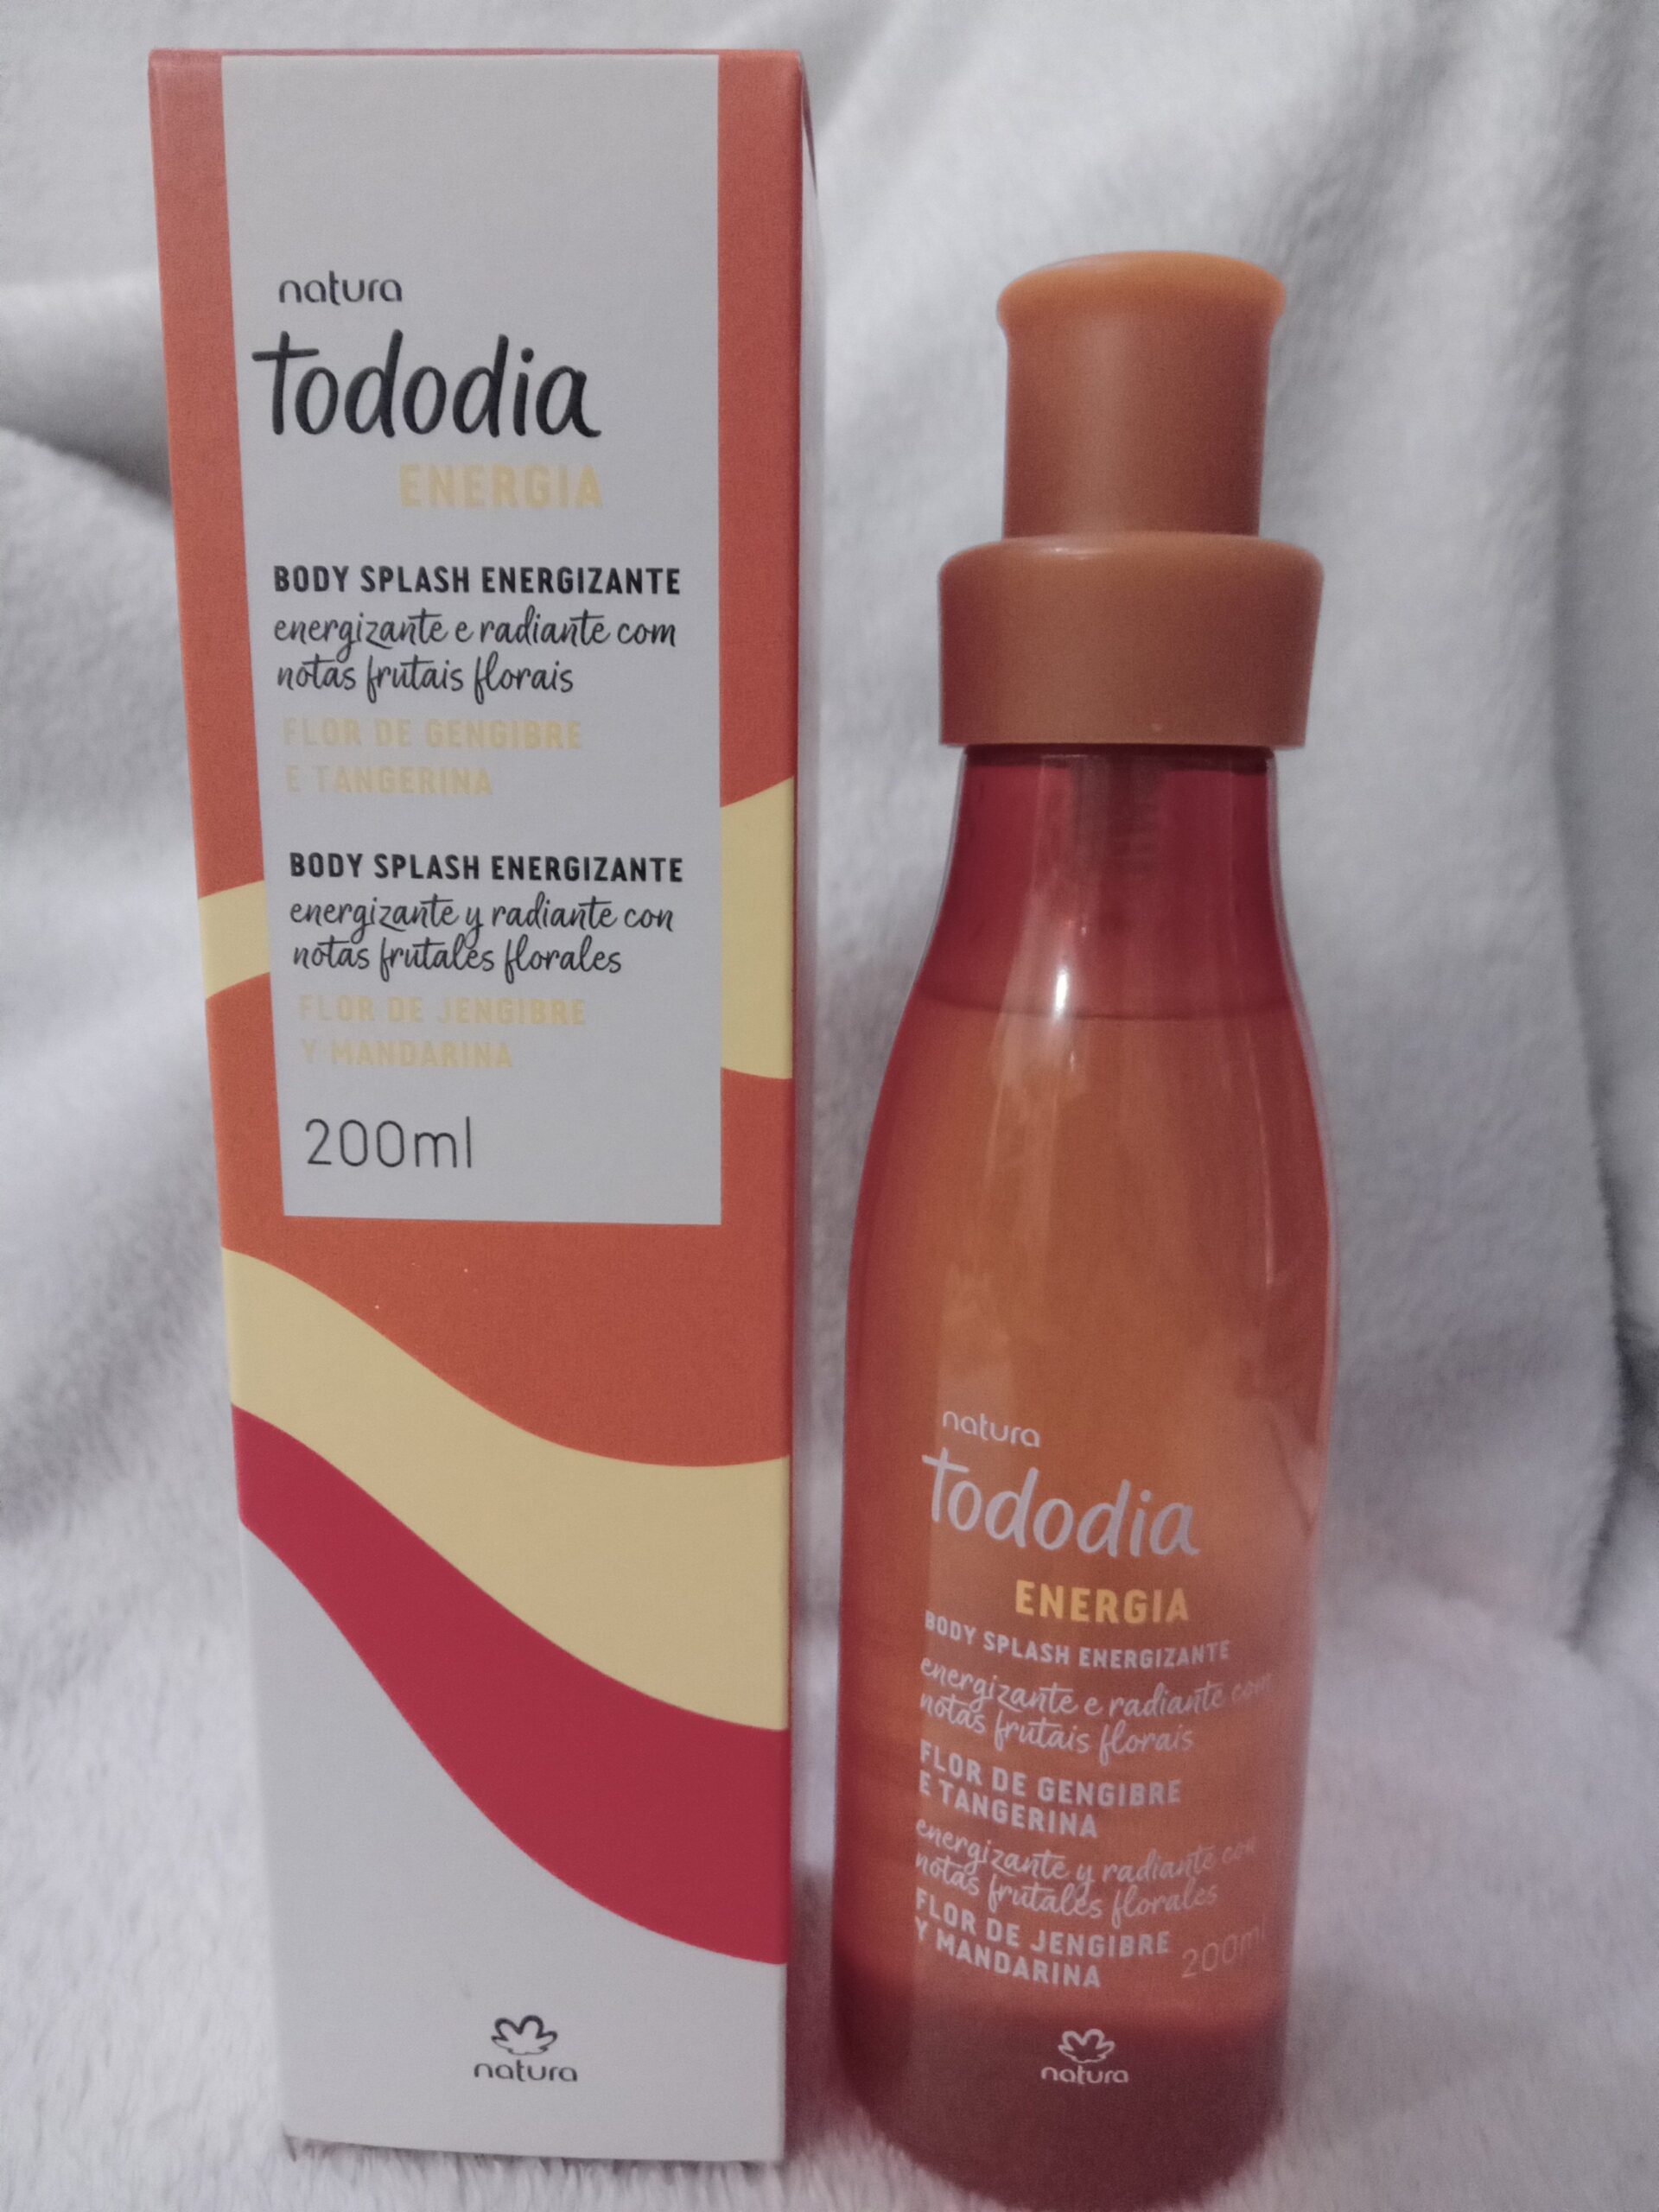 natura
tododia
ENERGIA
BODY SPLASH ENERGIZANTE
energizante e radiante com
notas frutais florais
FLOR DE GENGIBRE
E TANGERINA
BODY SPLASH ENERGIZANTE
energizante y radiante con
notas frutales florales
FLOR DE JENGIBRE
Y MANDARINA
200ml
natura
natura
tododia
ENERGIA
BODY SPLASH ENERGIZANTE
energizante e radiante com
notas frutais florais
FLOR DE GENGIBRE
E TANGERINA
energizante y radiante con
notas frutales florales
FLOR DE JENGIBRE
Y MANDARINA
200ml
natura